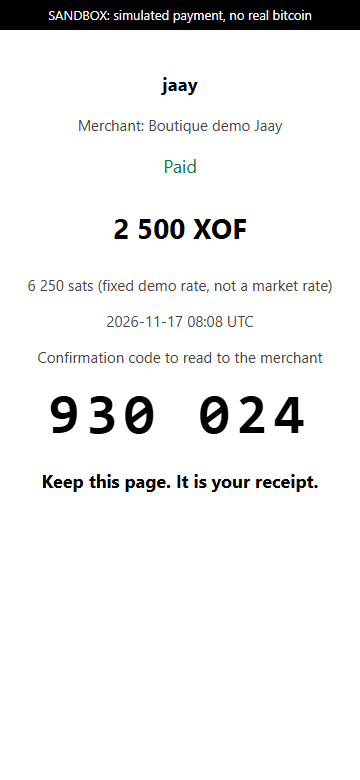 SANDBOX: simulated payment, no real bitcoin
jaay
Merchant: Boutique demo Jaay
Paid
2 500 XOF
6 250 sats (fixed demo rate, not a market rate)
2026-11-17 08:08 UTC
Confirmation code to read to the merchant
930 024
Keep this page. It is your receipt.